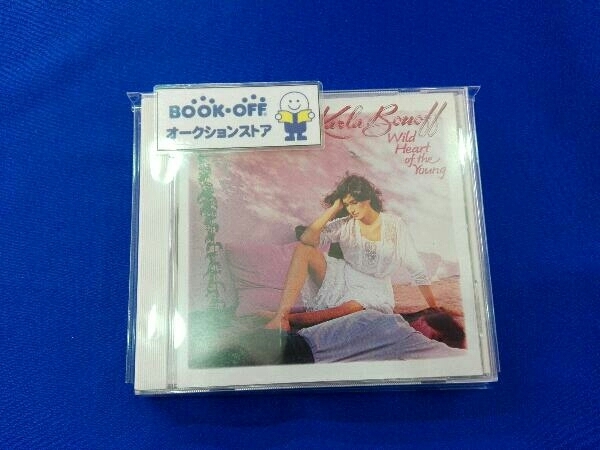 BOOK・OFF
オークションストア
Karla Bonoff
Wild
Heart
of the
Young